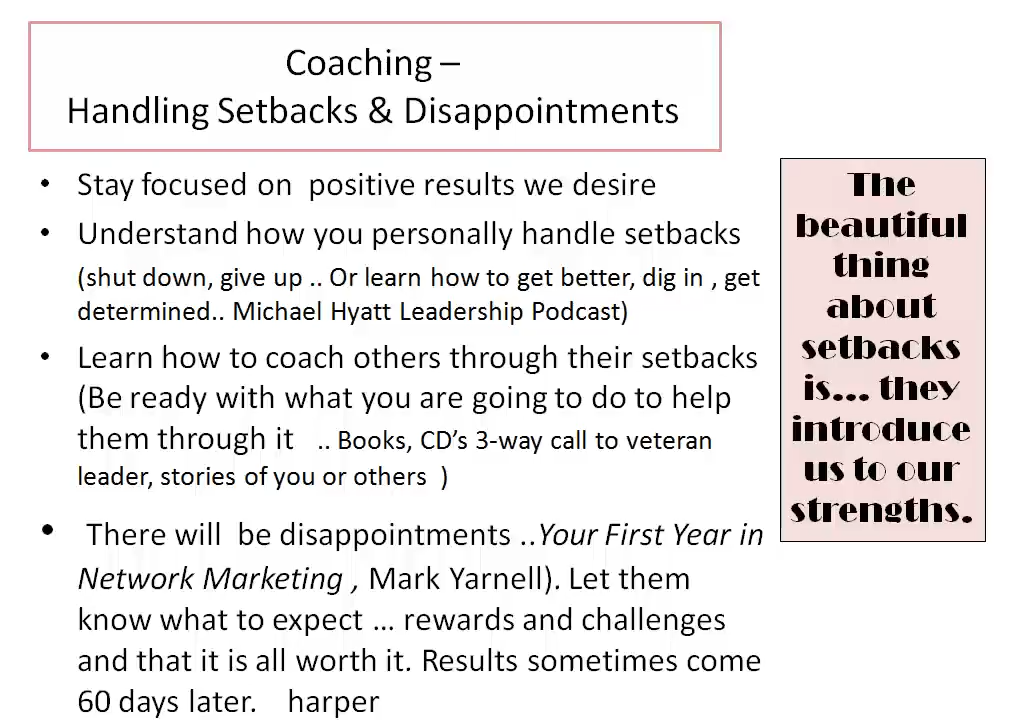 Coaching –
Handling Setbacks & Disappointments
• Stay focused on positive results we desire
• Understand how you personally handle setbacks
(shut down, give up .. Or learn how to get better, dig in , get
determined.. Michael Hyatt Leadership Podcast)
• Learn how to coach others through their setbacks
(Be ready with what you are going to do to help
them through it .. Books, CD’s 3-way call to veteran
leader, stories of you or others )
• There will be disappointments ..Your First Year in
Network Marketing , Mark Yarnell). Let them
know what to expect … rewards and challenges
and that it is all worth it. Results sometimes come
60 days later. harper
The
beautiful
thing
about
setbacks
is... they
introduce
us to our
strengths.